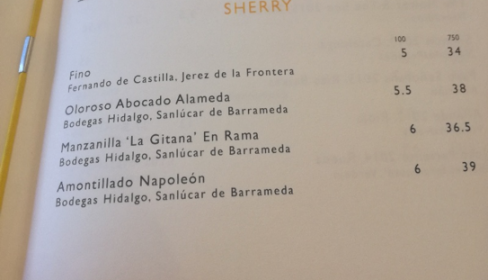 SHERRY
100 750
Fino 5 34
Fernando de Castilla, Jerez de la Frontera
Oloroso Abocado Alameda 5.5 38
Bodegas Hidalgo, Sanlúcar de Barrameda
Manzanilla 'La Gitana' En Rama 6 36.5
Bodegas Hidalgo, Sanlúcar de Barrameda
Amontillado Napoleón 6 39
Bodegas Hidalgo, Sanlúcar de Barrameda